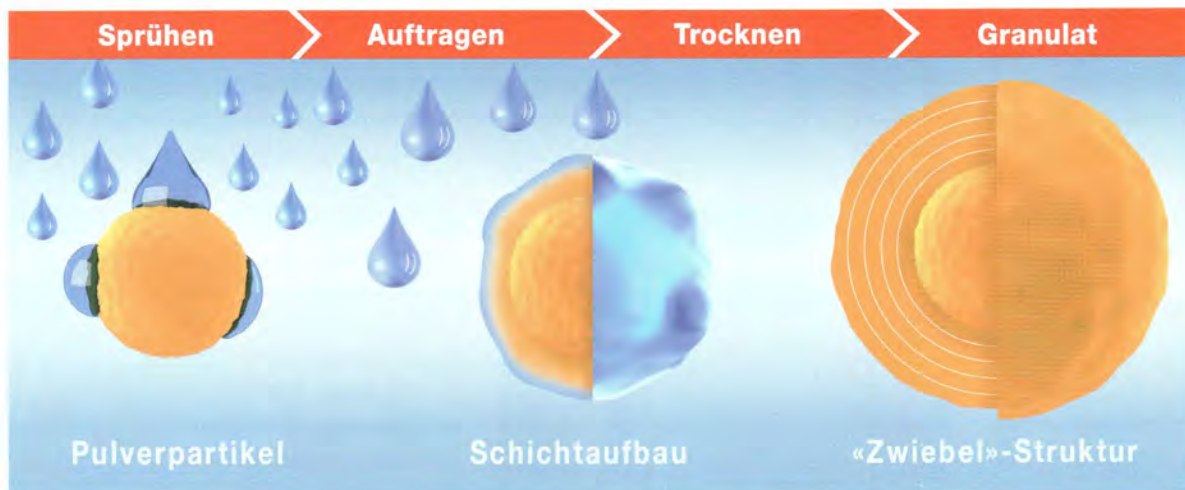 Sprühen
Auftragen
Trocknen
Granulat
Pulverpartikel
Schichtaufbau
«Zwiebel»-Struktur